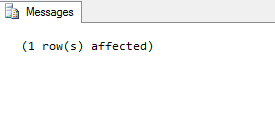 Messages
(1 row(s) affected)